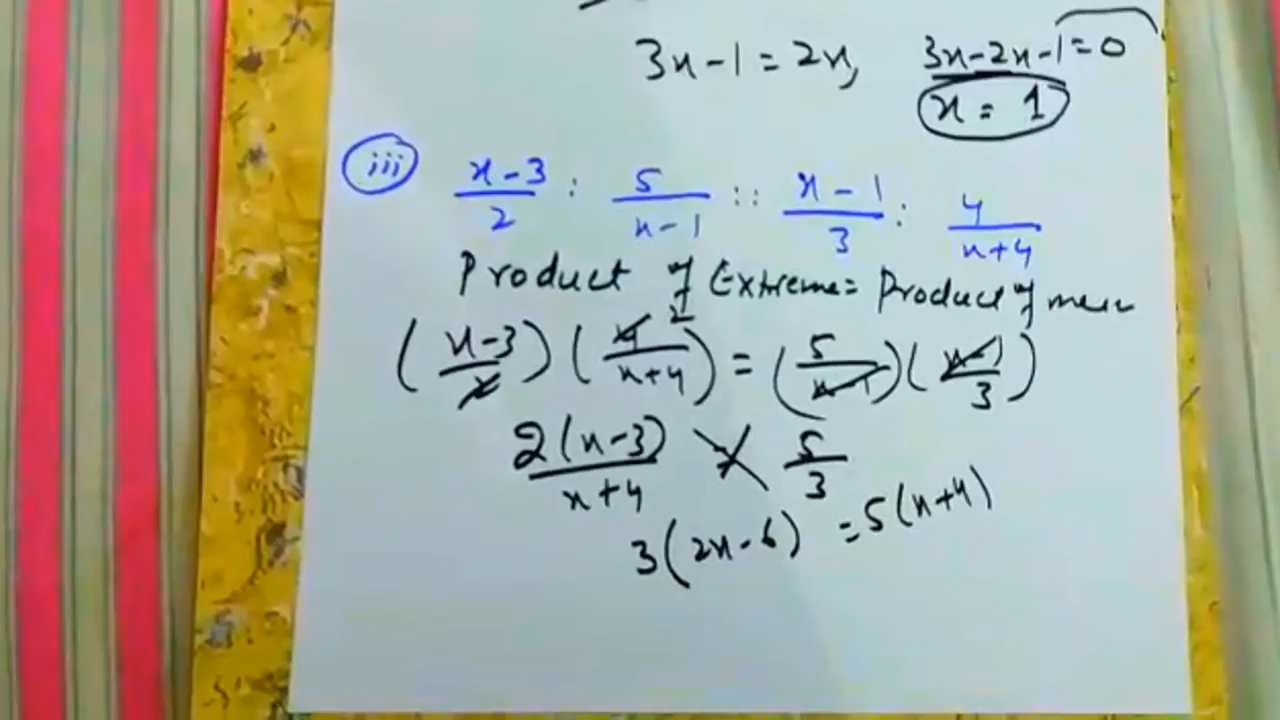 3x-1 = 2x, 3x-2x-1=0
x = 1
iii x-3/2 : 5/x-1 :: x-1/3 : 4/x+4
Product of Extreme = Product of mean
(x-3/2) (4/x+4) 2 = (5/x-1) (x-1/3)
2(x-3)/x+4 5/3
3(2x-6) = 5(x+4)